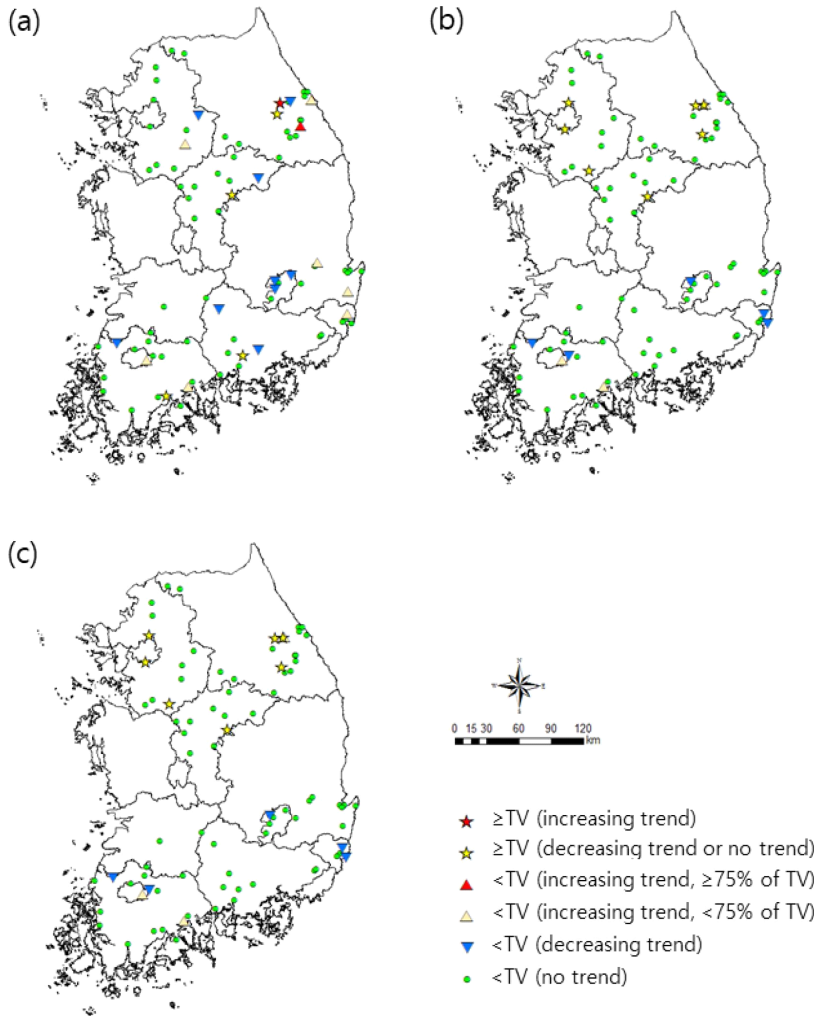 (a)
(b)
(c)
N
W
E
S
0 15 30 60 90 120
km
≥TV (increasing trend)
≥TV (decreasing trend or no trend)
<TV (increasing trend, ≥75% of TV)
<TV (increasing trend, <75% of TV)
<TV (decreasing trend)
<TV (no trend)